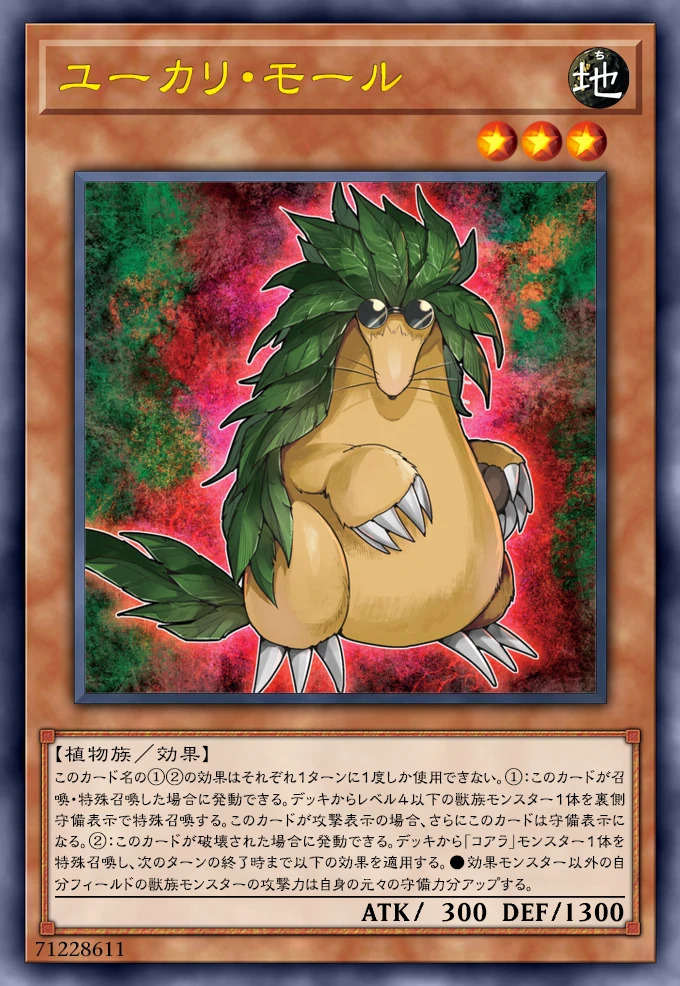 ユーカリ・モール
ち
地
【植物族／効果】
このカード名の①②の効果はそれぞれ1ターンに1度しか使用できない。①：このカードが召
喚・特殊召喚した場合に発動できる。デッキからレベル4以下の獣族モンスター1体を裏側
守備表示で特殊召喚する。このカードが攻撃表示の場合、さらにこのカードは守備表示に
なる。②：このカードが破壊された場合に発動できる。デッキから「コアラ」モンスター1体を
特殊召喚し、次のターンの終了時まで以下の効果を適用する。●効果モンスター以外の自
分フィールドの獣族モンスターの攻撃力は自身の元々の守備力分アップする。
ATK/ 300 DEF/1300
71228611